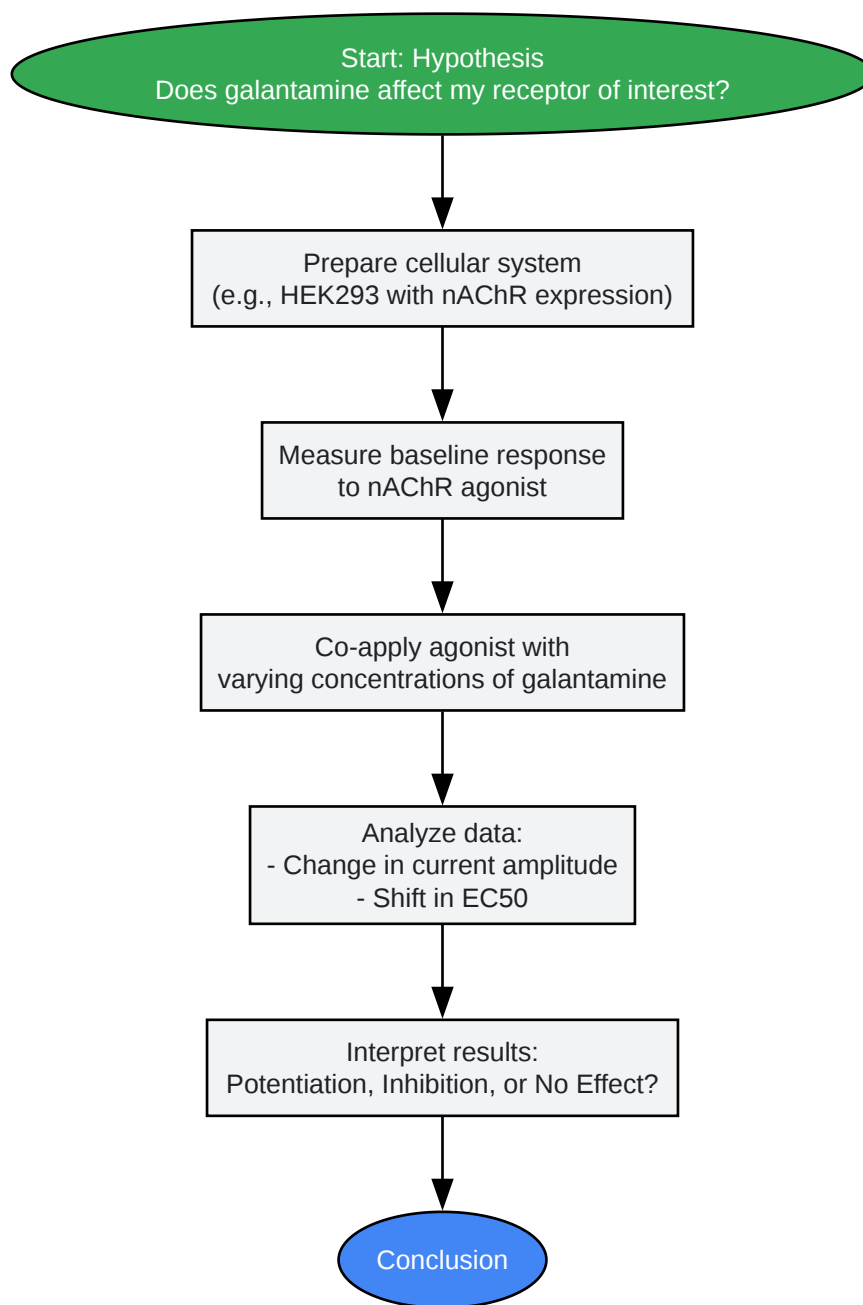 Start: Hypothesis
Does galantamine affect my receptor of interest?
Prepare cellular system
(e.g., HEK293 with nAChR expression)
Measure baseline response
to nAChR agonist
Co-apply agonist with
varying concentrations of galantamine
Analyze data:
- Change in current amplitude
- Shift in EC50
Interpret results:
Potentiation, Inhibition, or No Effect?
Conclusion